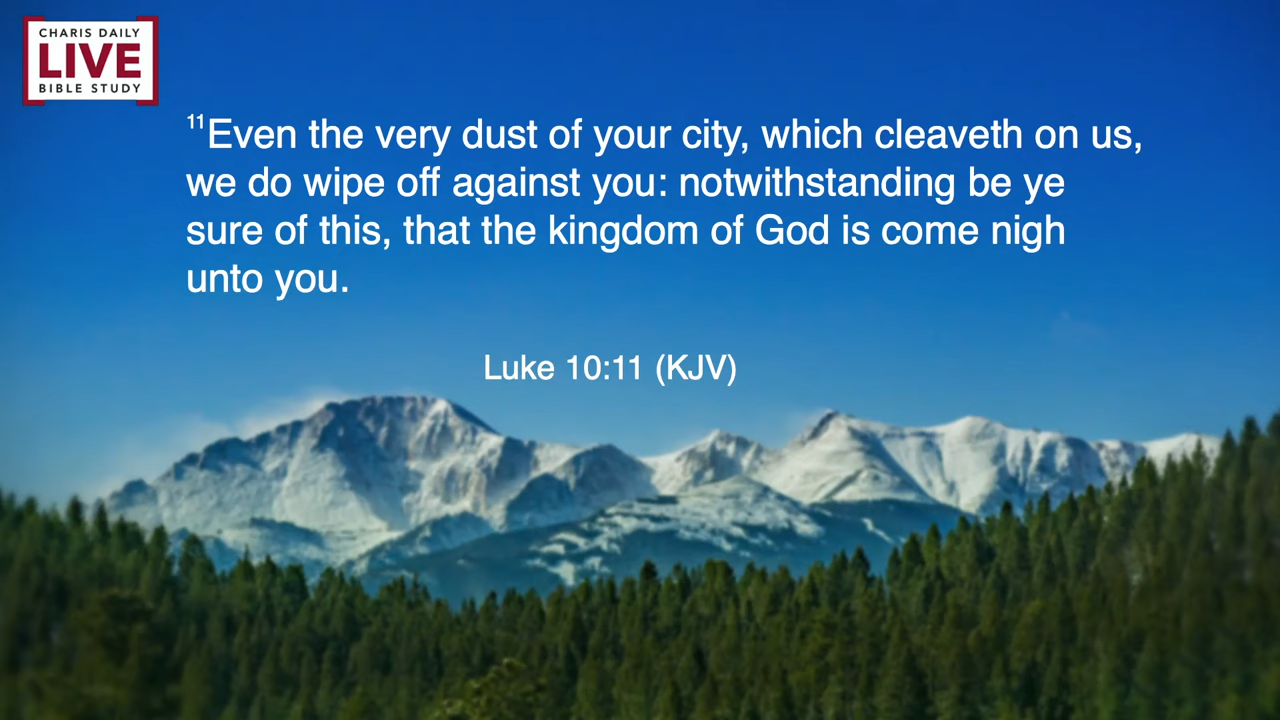 CHARIS DAILY
LIVE
BIBLE STUDY
11Even the very dust of your city, which cleaveth on us,
we do wipe off against you: notwithstanding be ye
sure of this, that the kingdom of God is come nigh
unto you.
Luke 10:11 (KJV)